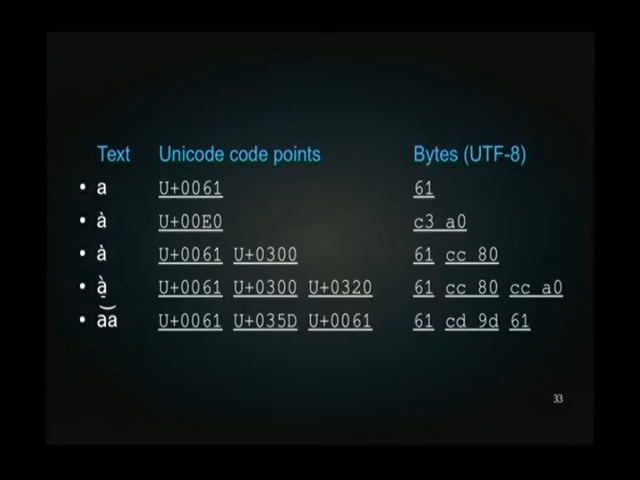 Text Unicode code points Bytes (UTF-8)
• a U+0061 61
• à U+00E0 c3 a0
• à U+0061 U+0300 61 cc 80
• à̠ U+0061 U+0300 U+0320 61 cc 80 cc a0
• a͝a U+0061 U+035D U+0061 61 cd 9d 61
33